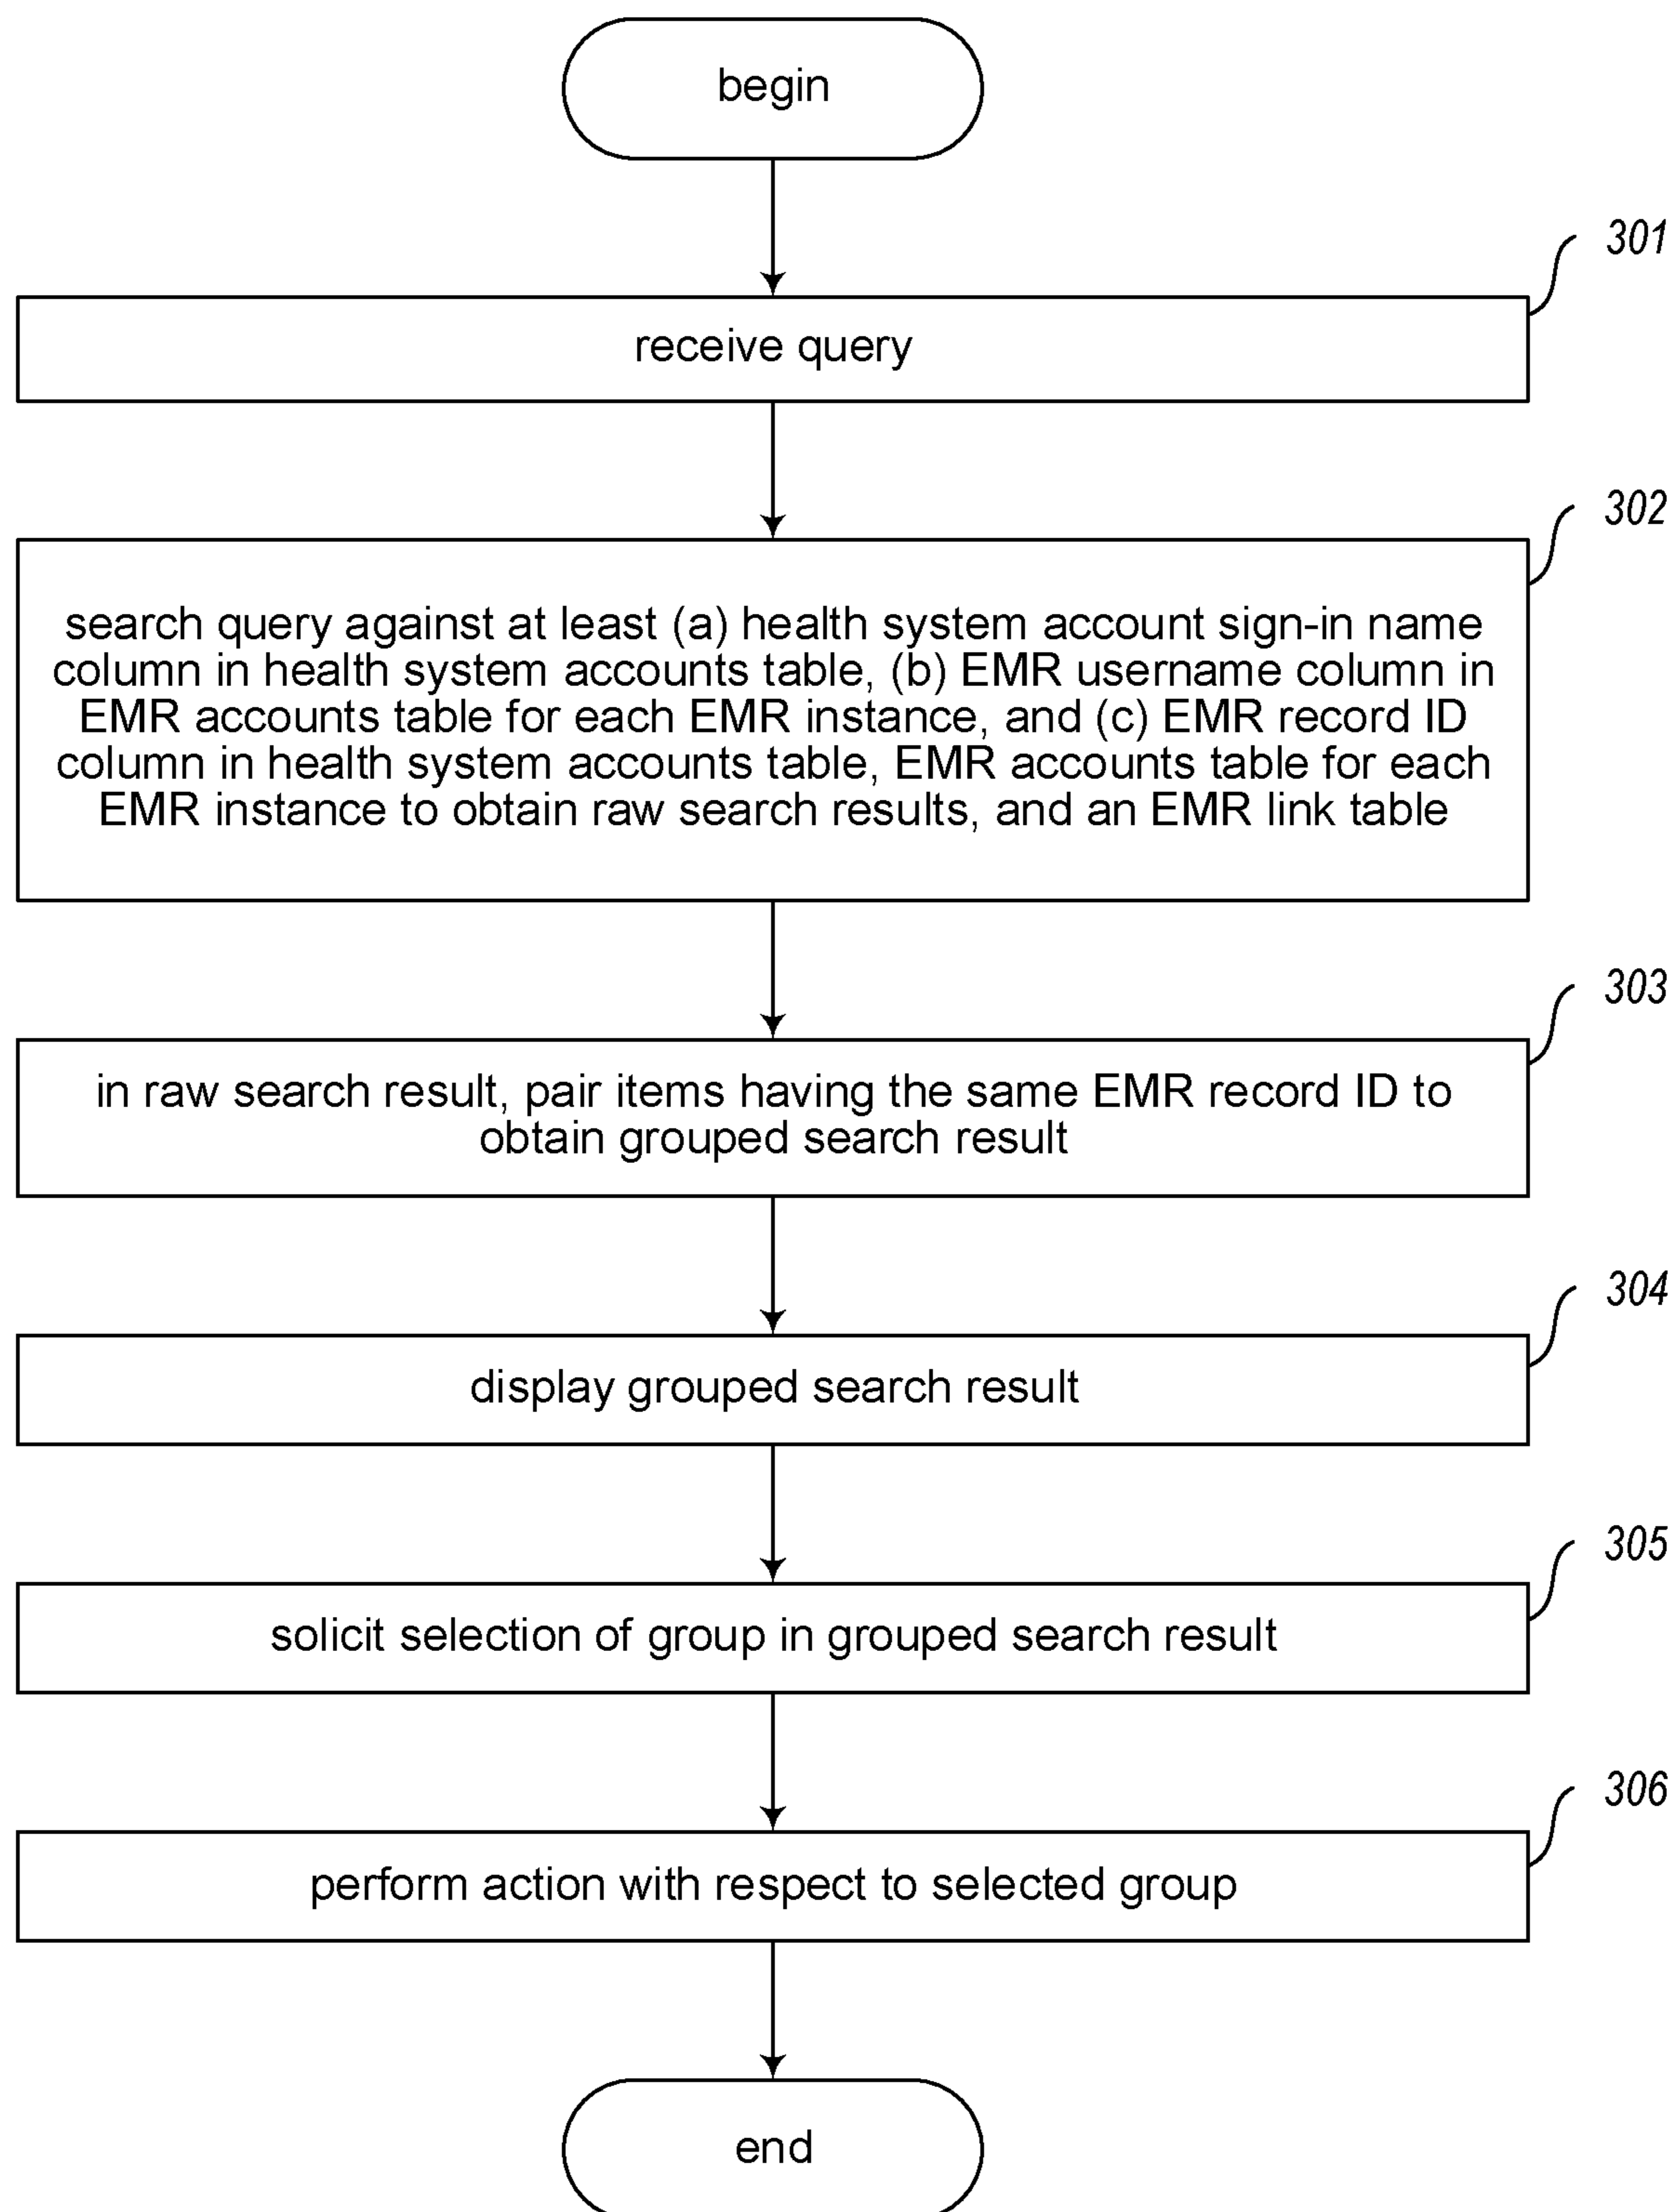 begin
301
receive query
302
search query against at least (a) health system account sign-in name
column in health system accounts table, (b) EMR username column in
EMR accounts table for each EMR instance, and (c) EMR record ID
column in health system accounts table, EMR accounts table for each
EMR instance to obtain raw search results, and an EMR link table
303
in raw search result, pair items having the same EMR record ID to
obtain grouped search result
304
display grouped search result
305
solicit selection of group in grouped search result
306
perform action with respect to selected group
end